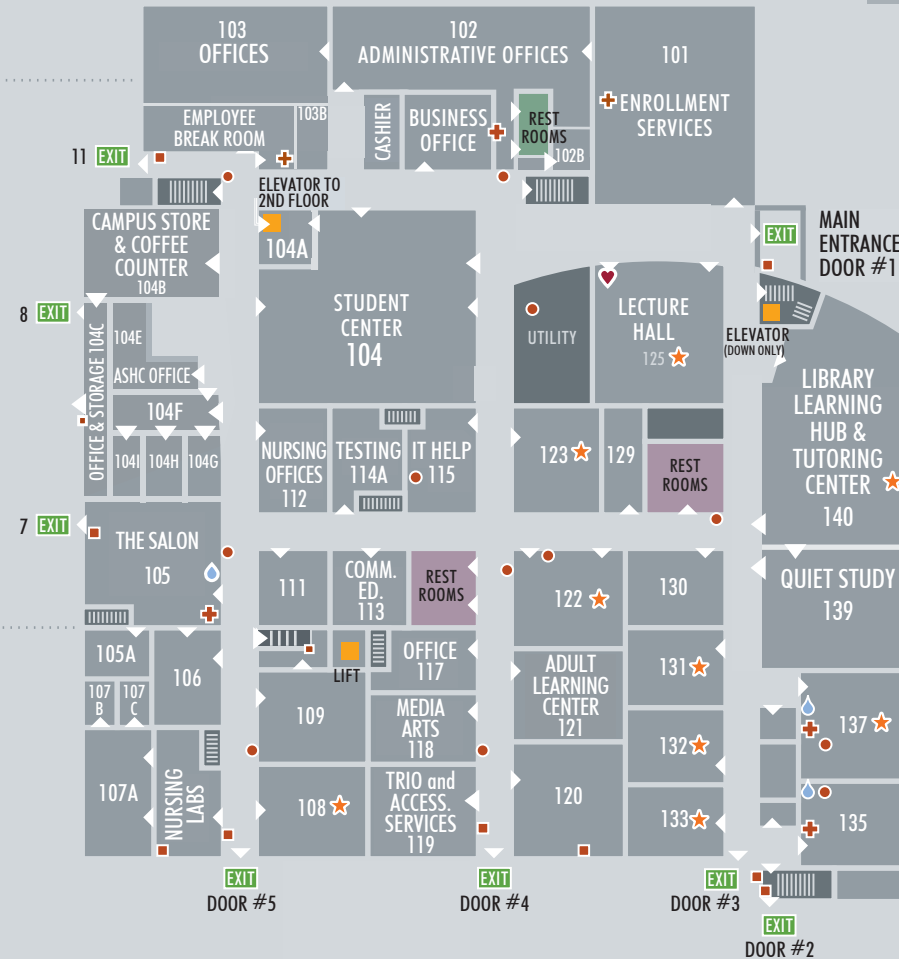 103
OFFICES
102
ADMINISTRATIVE OFFICES
101
ENROLLMENT
SERVICES
EMPLOYEE
BREAK ROOM
103B
CASHIER
BUSINESS
OFFICE
REST
ROOMS
102B
11 EXIT
ELEVATOR TO
2ND FLOOR
104A
CAMPUS STORE
& COFFEE
COUNTER
104B
EXIT
MAIN
ENTRANCE
DOOR #1
STUDENT
CENTER
104
UTILITY
LECTURE
HALL
125
ELEVATOR
(DOWN ONLY)
8 EXIT
OFFICE & STORAGE 104C
104E
ASHC OFFICE
104F
104I
104H
104G
LIBRARY
LEARNING
HUB &
TUTORING
CENTER
140
NURSING
OFFICES
112
TESTING
114A
IT HELP
115
123
129
REST
ROOMS
7 EXIT
THE SALON
105
111
COMM.
ED.
113
REST
ROOMS
122
130
QUIET STUDY
139
105A
106
107
B
107
C
LIFT
OFFICE
117
ADULT
LEARNING
CENTER
121
131
109
MEDIA
ARTS
118
132
137
107A
NURSING
LABS
108
TRIO and
ACCESS.
SERVICES
119
120
133
135
EXIT
DOOR #5
EXIT
DOOR #4
EXIT
DOOR #3
EXIT
DOOR #2